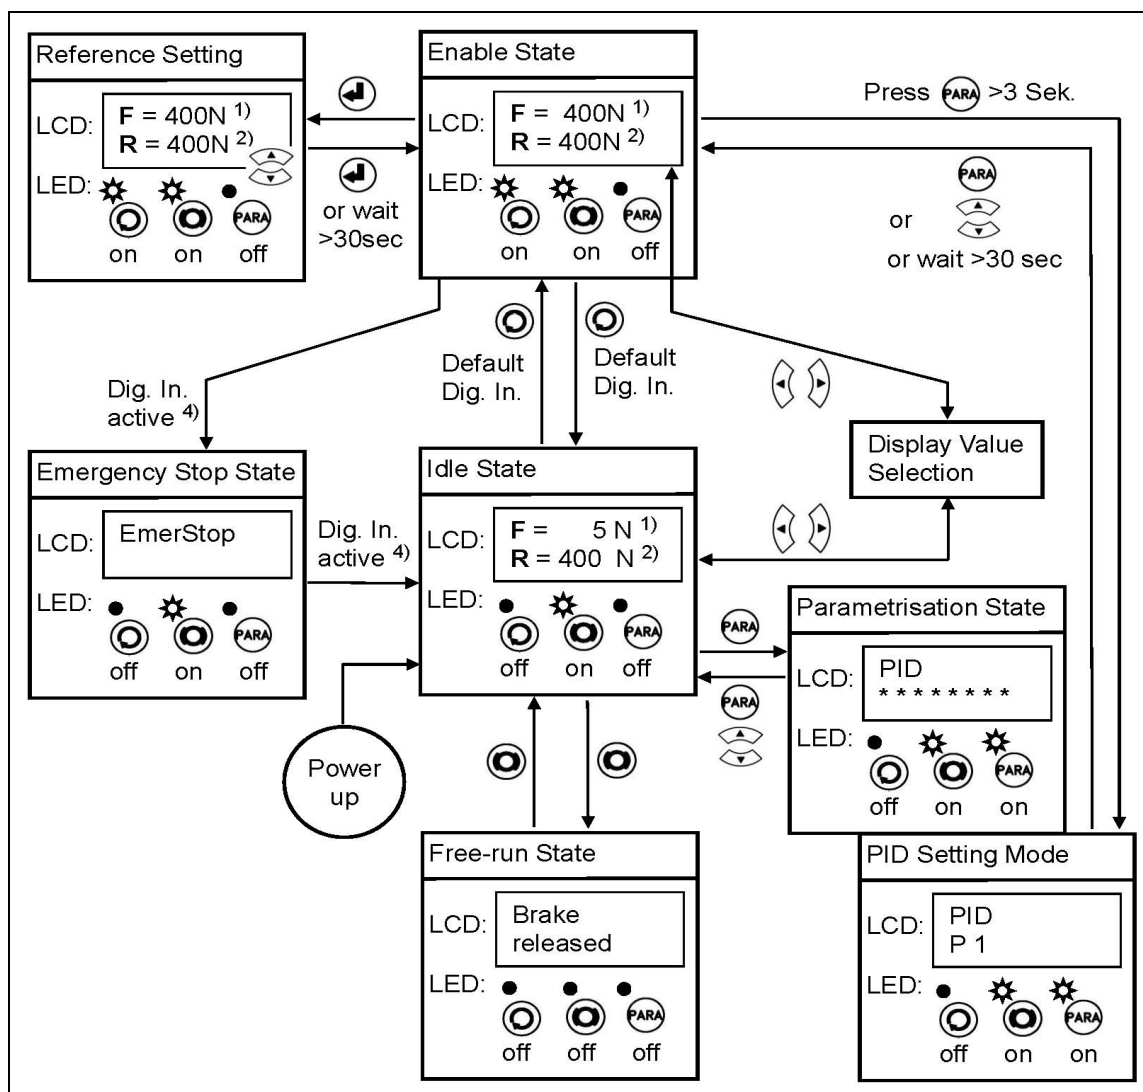 Reference Setting
LCD:
F = 400N 1)
R = 400N 2)
LED:
on on off
or wait
>30sec
Enable State
LCD:
F = 400N 1)
R = 400N 2)
LED:
PARA
PARA
on on off
Press PARA >3 Sek.
PARA
or
or wait >30 sec
Default
Dig. In.
Default
Dig. In.
Dig. In.
active 4)
Display Value
Selection
Emergency Stop State
LCD:
EmerStop
LED:
PARA
off on off
Dig. In.
active 4)
Idle State
LCD:
F = 5 N 1)
R = 400 N 2)
LED:
PARA
off on off
PARA
PARA
Parametrisation State
LCD:
PID
* * * * * * * *
LED:
PARA
off on on
Power
up
Free-run State
LCD:
Brake
released
LED:
PARA
off off off
PID Setting Mode
LCD:
PID
P 1
LED:
PARA
off on on